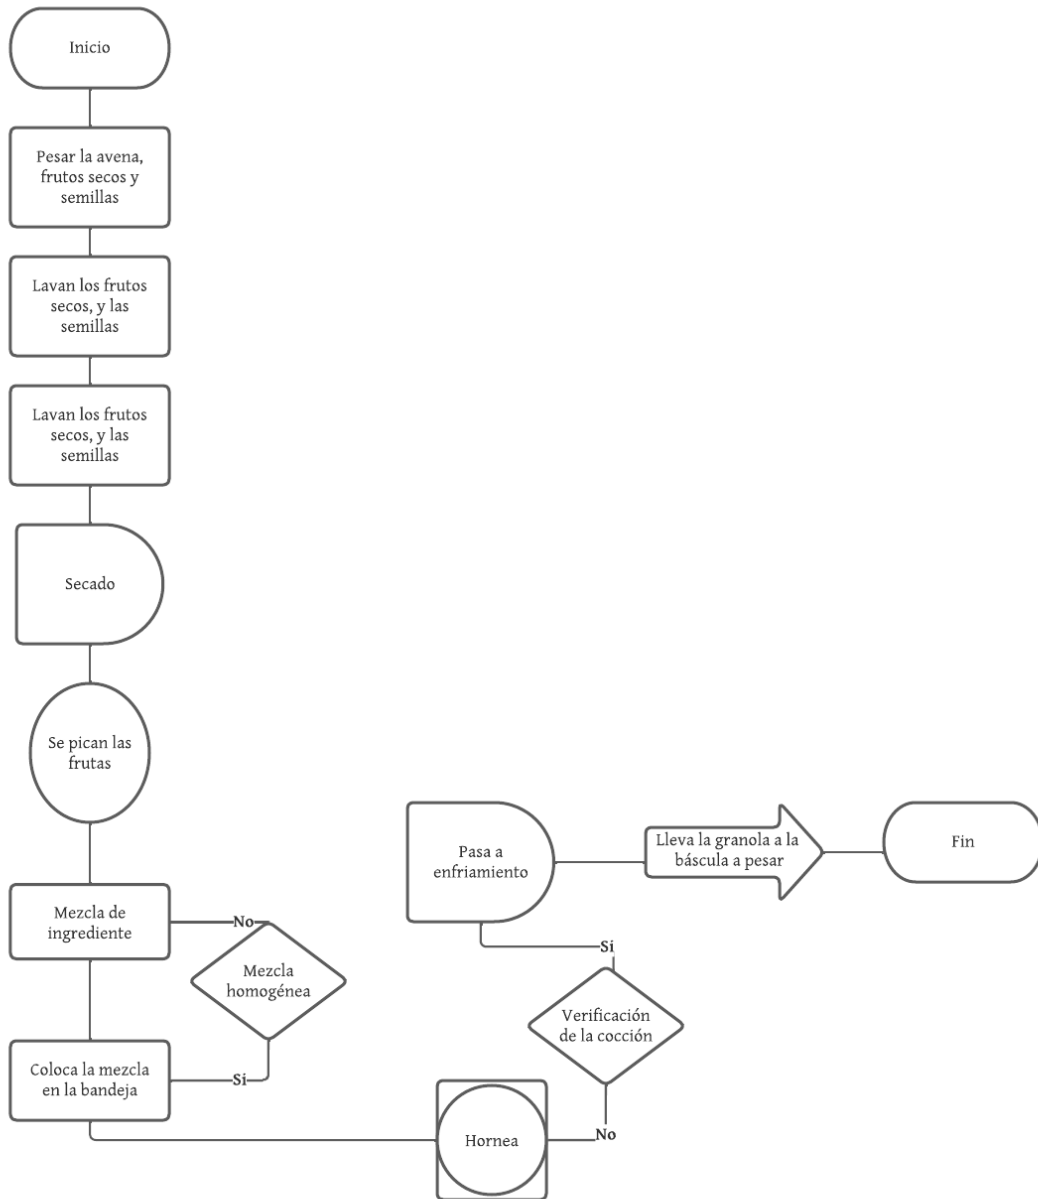 Inicio
Pesar la avena,
frutos secos y
semillas
Lavan los frutos
secos, y las
semillas
Lavan los frutos
secos, y las
semillas
Secado
Se pican las
frutas
Mezcla de
ingrediente
No
Mezcla
homogénea
Si
Coloca la mezcla
en la bandeja
Hornea
No
Verificación
de la cocción
Si
Pasa a
enfriamiento
Lleva la granola a la
báscula a pesar
Fin